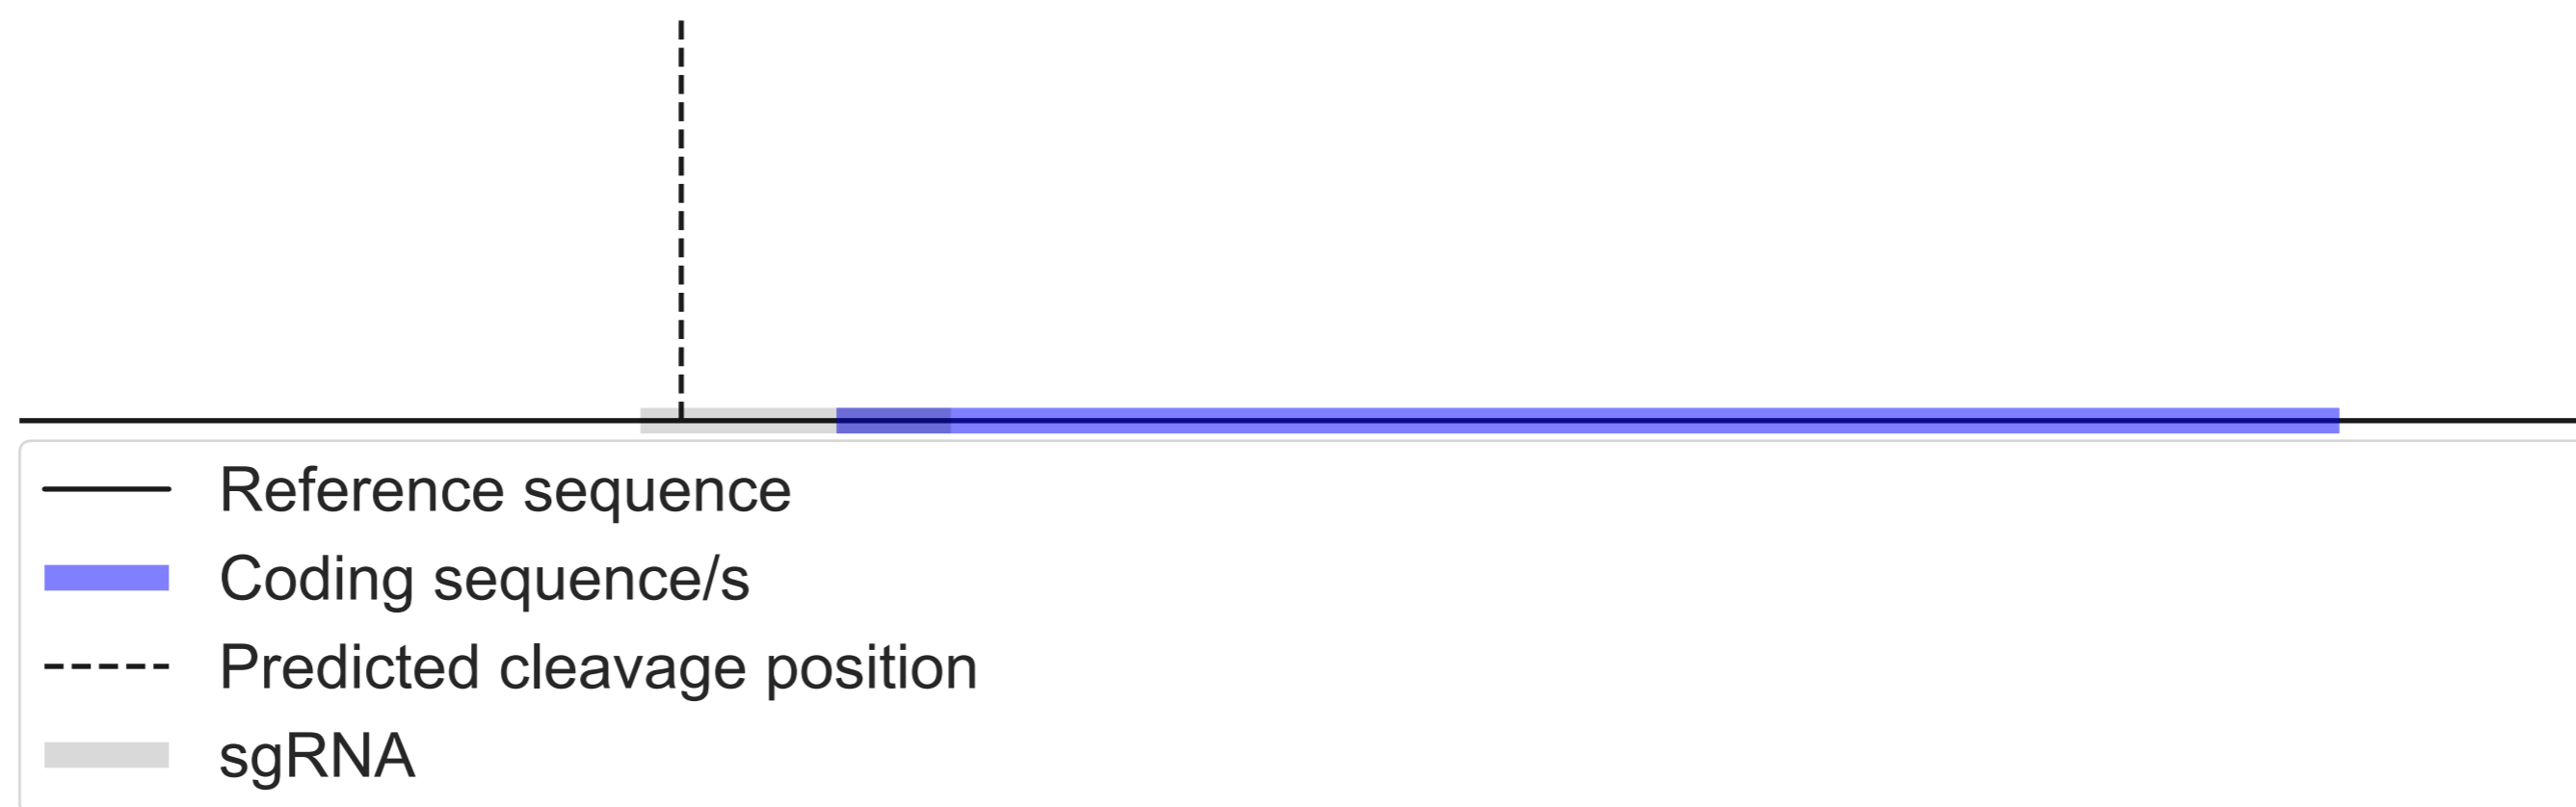 Reference sequence
Coding sequence/s
Predicted cleavage position
sgRNA